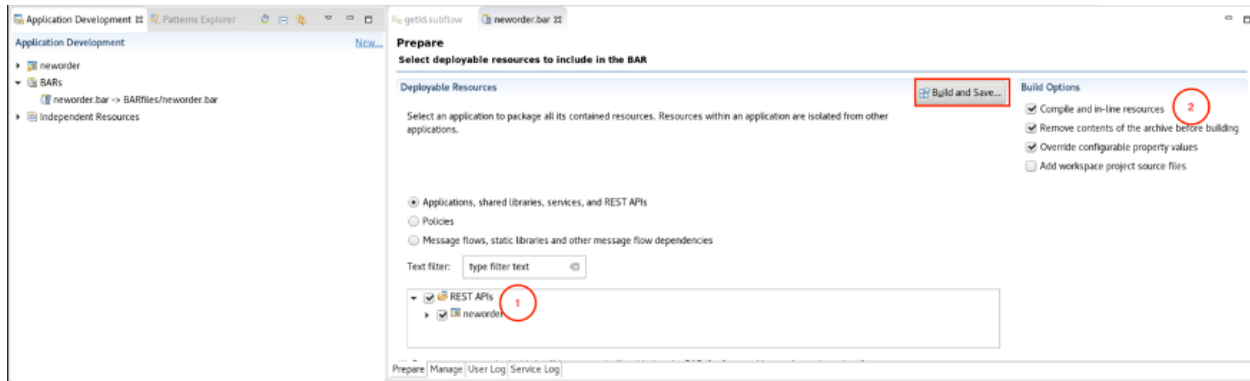 Application Development
Patterns Explorer
Application Development
New...
neworder
BARs
neworder.bar -> BARfiles/neworder.bar
Independent Resources
getid.subflow
neworder.bar
Prepare
Select deployable resources to include in the BAR
Deployable Resources
Build and Save...
Select an application to package all its contained resources. Resources within an application are isolated from other
applications.
Applications, shared libraries, services, and REST APIs
Policies
Message flows, static libraries and other message flow dependencies
Text filter:
type filter text
REST APIs
1
neworder
Build Options
Compile and in-line resources
2
Remove contents of the archive before building
Override configurable property values
Add workspace project source files
Prepare
Manage
User Log
Service Log